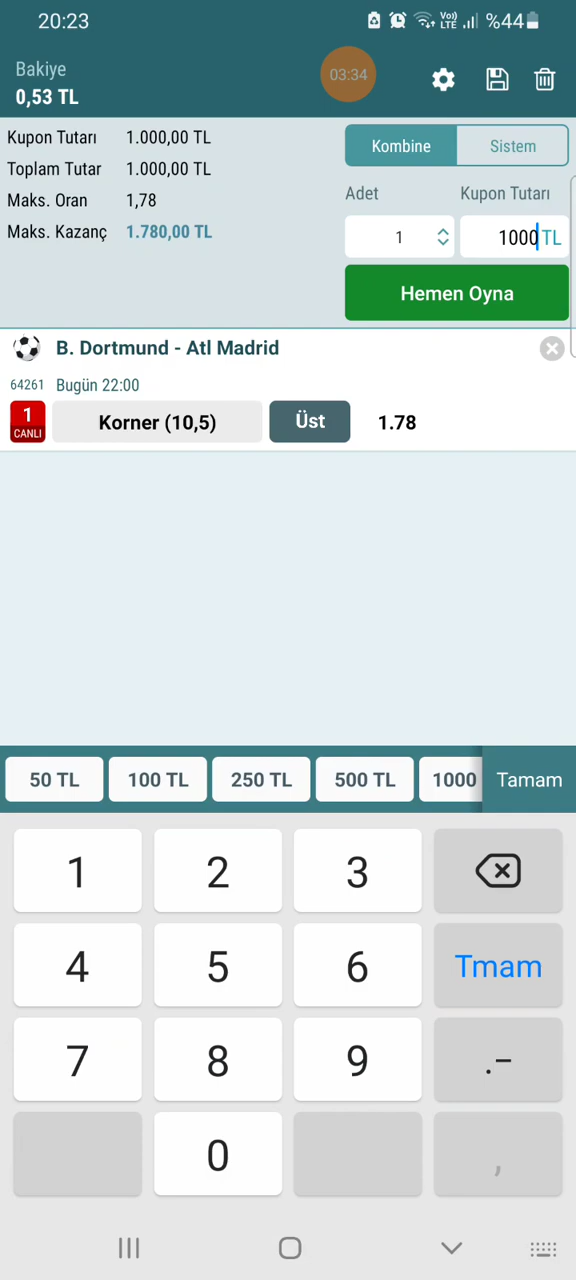 20:23
Vo)) LTE
%44
Bakiye
0,53 TL
03:34
Kupon Tutarı 1.000,00 TL
Toplam Tutar 1.000,00 TL
Maks. Oran 1,78
Maks. Kazanç 1.780,00 TL
Kombine Sistem
Adet Kupon Tutarı
1 1000 TL
Hemen Oyna
B. Dortmund - Atl Madrid
64261 Bugün 22:00
1 CANLI Korner (10,5) Üst 1.78
50 TL 100 TL 250 TL 500 TL 1000 Tamam
1 2 3
4 5 6 Tmam
7 8 9 .-
0 ,